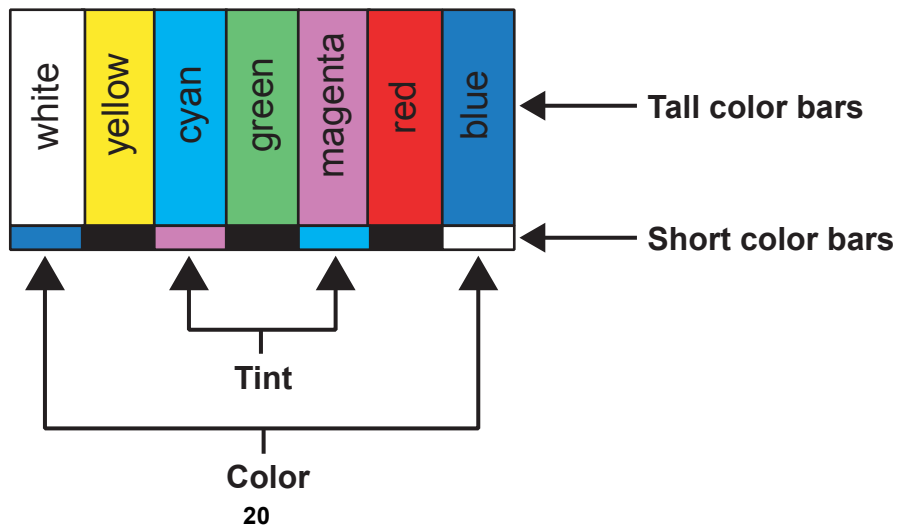 white
yellow
cyan
green
magenta
red
blue
Tall color bars
Short color bars
Tint
Color
20